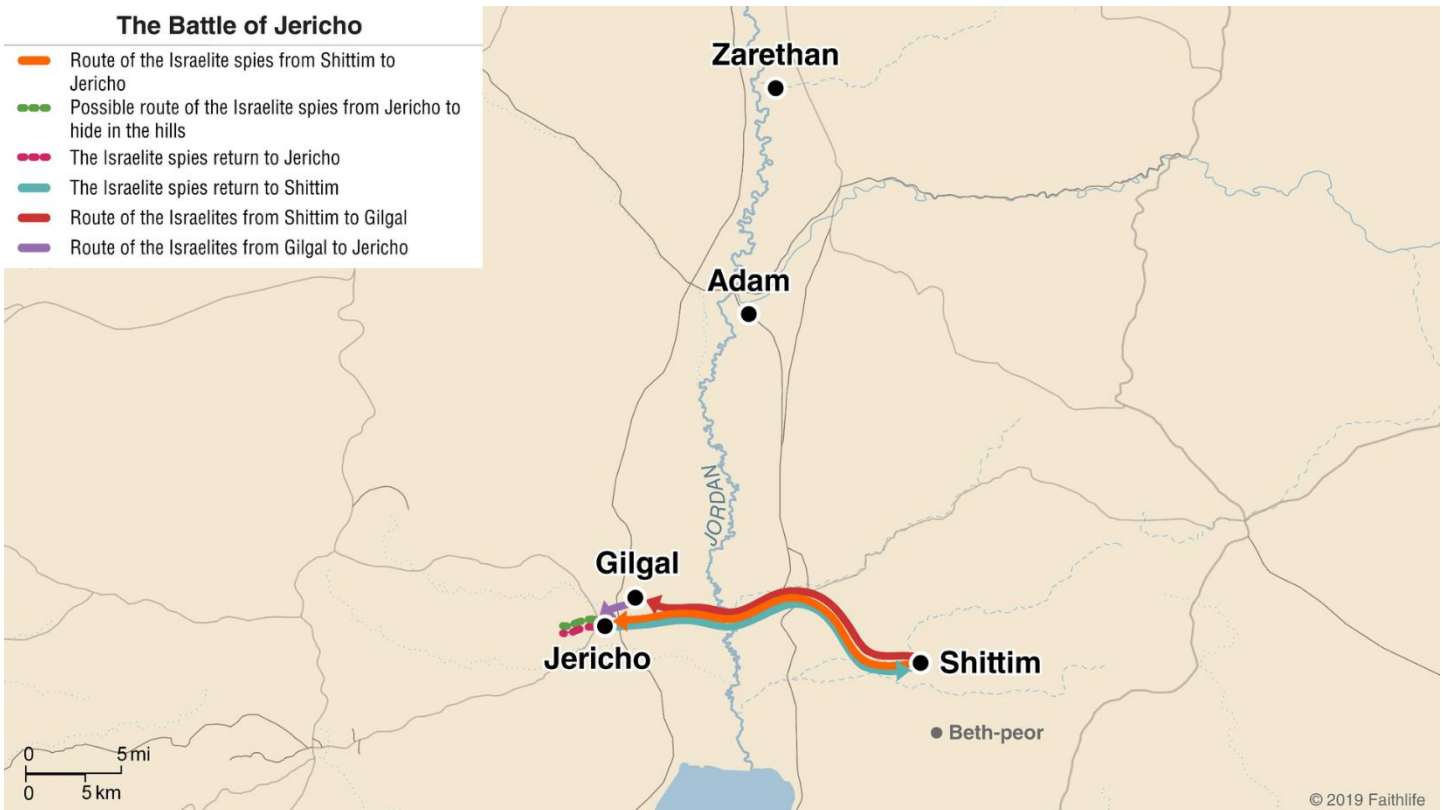 The Battle of Jericho
Route of the Israelite spies from Shittim to
Jericho
Possible route of the Israelite spies from Jericho to
hide in the hills
The Israelite spies return to Jericho
The Israelite spies return to Shittim
Route of the Israelites from Shittim to Gilgal
Route of the Israelites from Gilgal to Jericho
Zarethan
Adam
JORDAN
Gilgal
Jericho
Shittim
Beth-peor
0 5 mi
0 5 km
© 2019 Faithlife